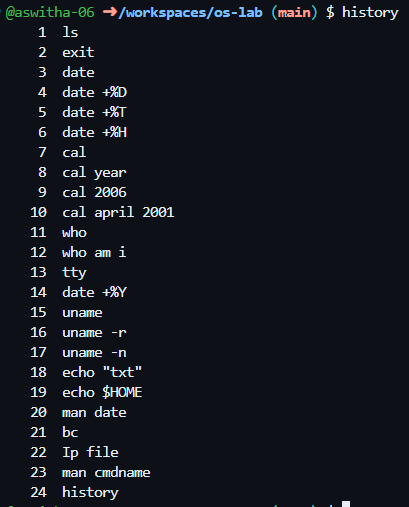 @aswitha-06 ➜/workspaces/os-lab (main) $ history
1 ls
2 exit
3 date
4 date +%D
5 date +%T
6 date +%H
7 cal
8 cal year
9 cal 2006
10 cal april 2001
11 who
12 who am i
13 tty
14 date +%Y
15 uname
16 uname -r
17 uname -n
18 echo "txt"
19 echo $HOME
20 man date
21 bc
22 Ip file
23 man cmdname
24 history